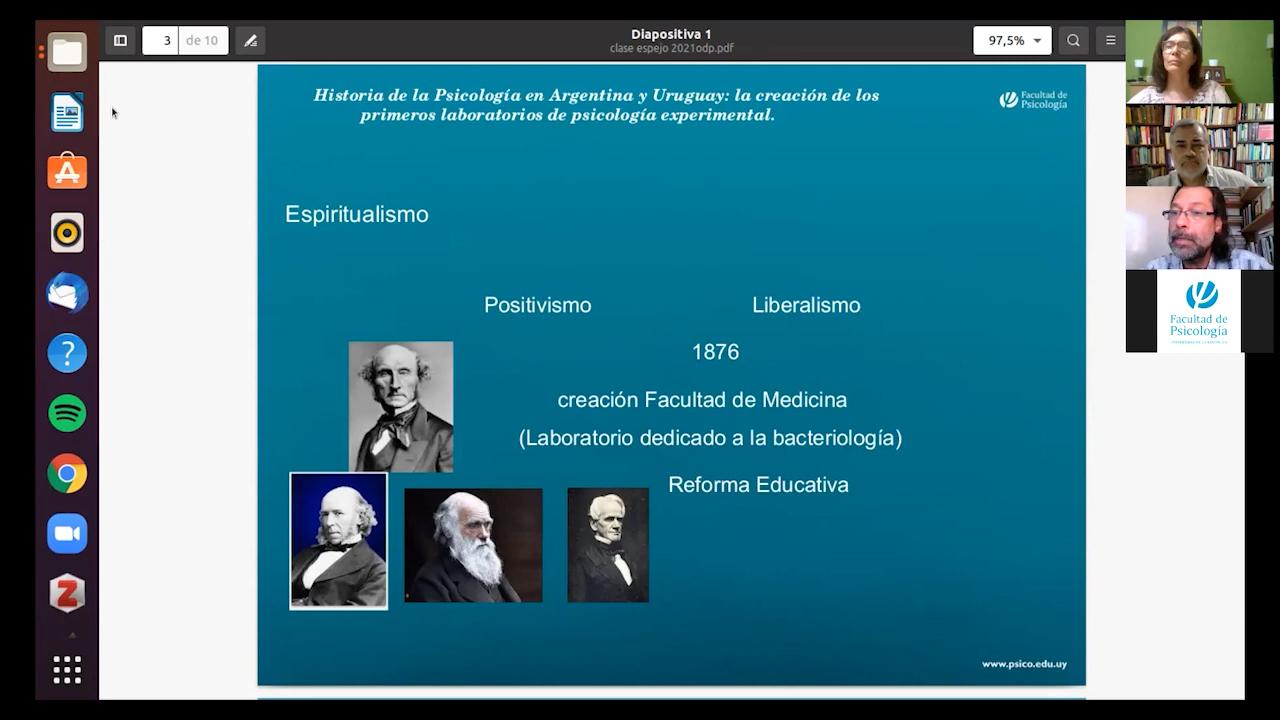 3
de 10
Diapositiva 1
clase espejo 2021odp.pdf
97,5%
Historia de la Psicología en Argentina y Uruguay: la creación de los
primeros laboratorios de psicología experimental.
Facultad de
Psicología
Espiritualismo
Positivismo
Liberalismo
1876
creación Facultad de Medicina
(Laboratorio dedicado a la bacteriología)
Reforma Educativa
www.psico.edu.uy
Facultad de
Psicología